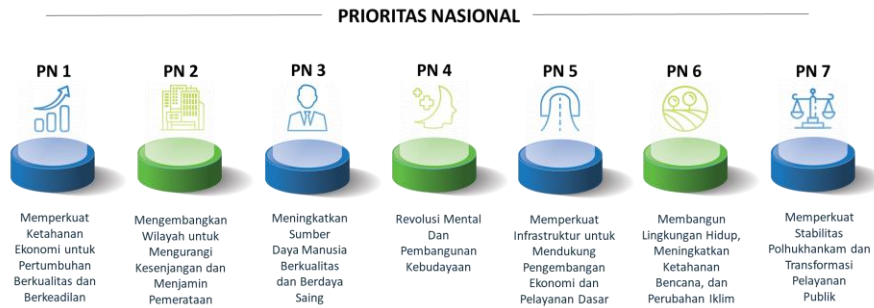 PRIORITAS NASIONAL
PN 1
Memperkuat
Ketahanan
Ekonomi untuk
Pertumbuhan
Berkualitas dan
Berkeadilan
PN 2
Mengembangkan
Wilayah untuk
Mengurangi
Kesenjangan dan
Menjamin
Pemerataan
PN 3
Meningkatkan
Sumber
Daya Manusia
Berkualitas
dan Berdaya
Saing
PN 4
Revolusi Mental
Dan
Pembangunan
Kebudayaan
PN 5
Memperkuat
Infrastruktur untuk
Mendukung
Pengembangan
Ekonomi dan
Pelayanan Dasar
PN 6
Membangun
Lingkungan Hidup,
Meningkatkan
Ketahanan
Bencana, dan
Perubahan Iklim
PN 7
Memperkuat
Stabilitas
Polhukhankam dan
Transformasi
Pelayanan
Publik